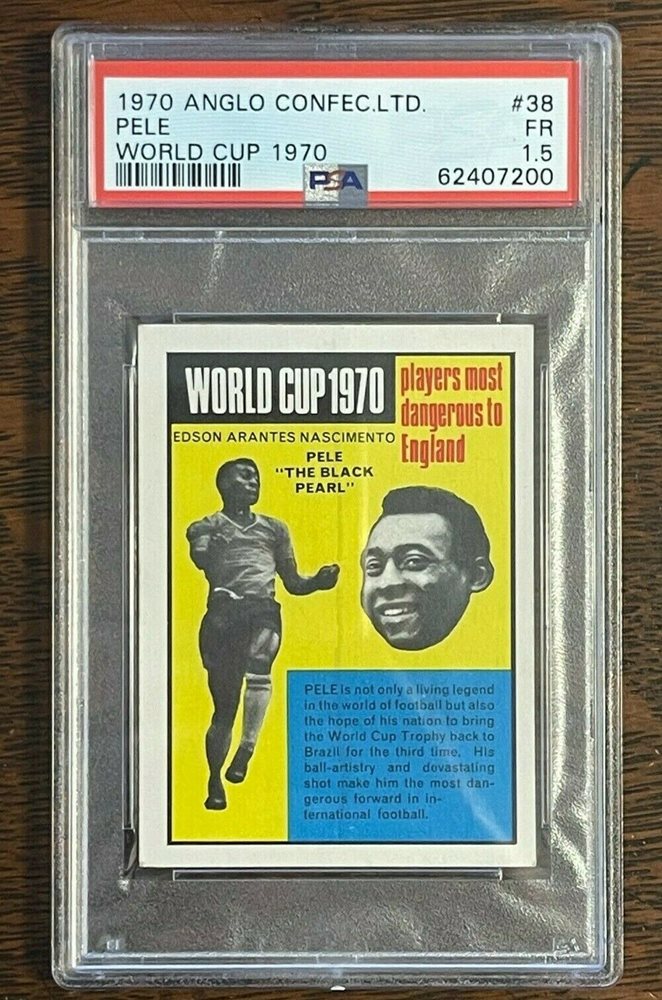 1970 ANGLO CONFEC.LTD. #38
PELE FR
WORLD CUP 1970 1.5
PSA 62407200
WORLD CUP 1970
players most
dangerous to
England
EDSON ARANTES NASCIMENTO
PELE
"THE BLACK
PEARL"
PELE is not only a living legend
in the world of football but also
the hope of his nation to bring
the World Cup Trophy back to
Brazil for the third time. His
ball-artistry and devastating
shot make him the most dan-
gerous forward in in-
ternational football.